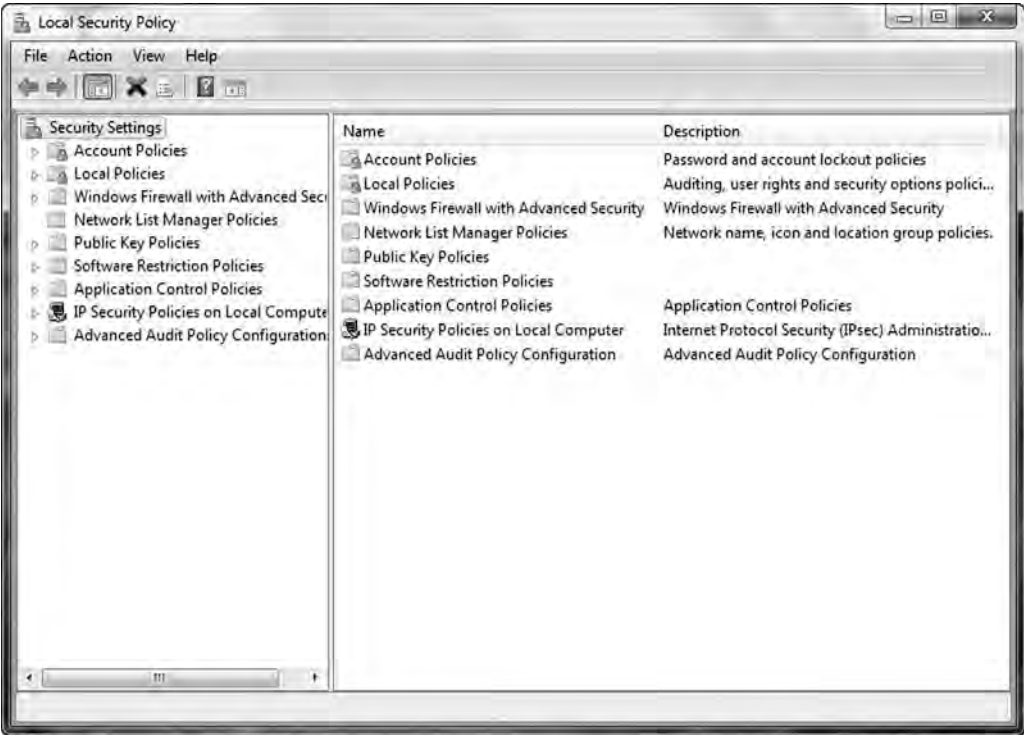 Local Security Policy
File Action View Help
Security Settings
Account Policies
Local Policies
Windows Firewall with Advanced Secu
Network List Manager Policies
Public Key Policies
Software Restriction Policies
Application Control Policies
IP Security Policies on Local Compute
Advanced Audit Policy Configuration
Name Description
Account Policies Password and account lockout policies
Local Policies Auditing, user rights and security options polici...
Windows Firewall with Advanced Security Windows Firewall with Advanced Security
Network List Manager Policies Network name, icon and location group policies.
Public Key Policies
Software Restriction Policies
Application Control Policies Application Control Policies
IP Security Policies on Local Computer Internet Protocol Security (IPsec) Administratio...
Advanced Audit Policy Configuration Advanced Audit Policy Configuration